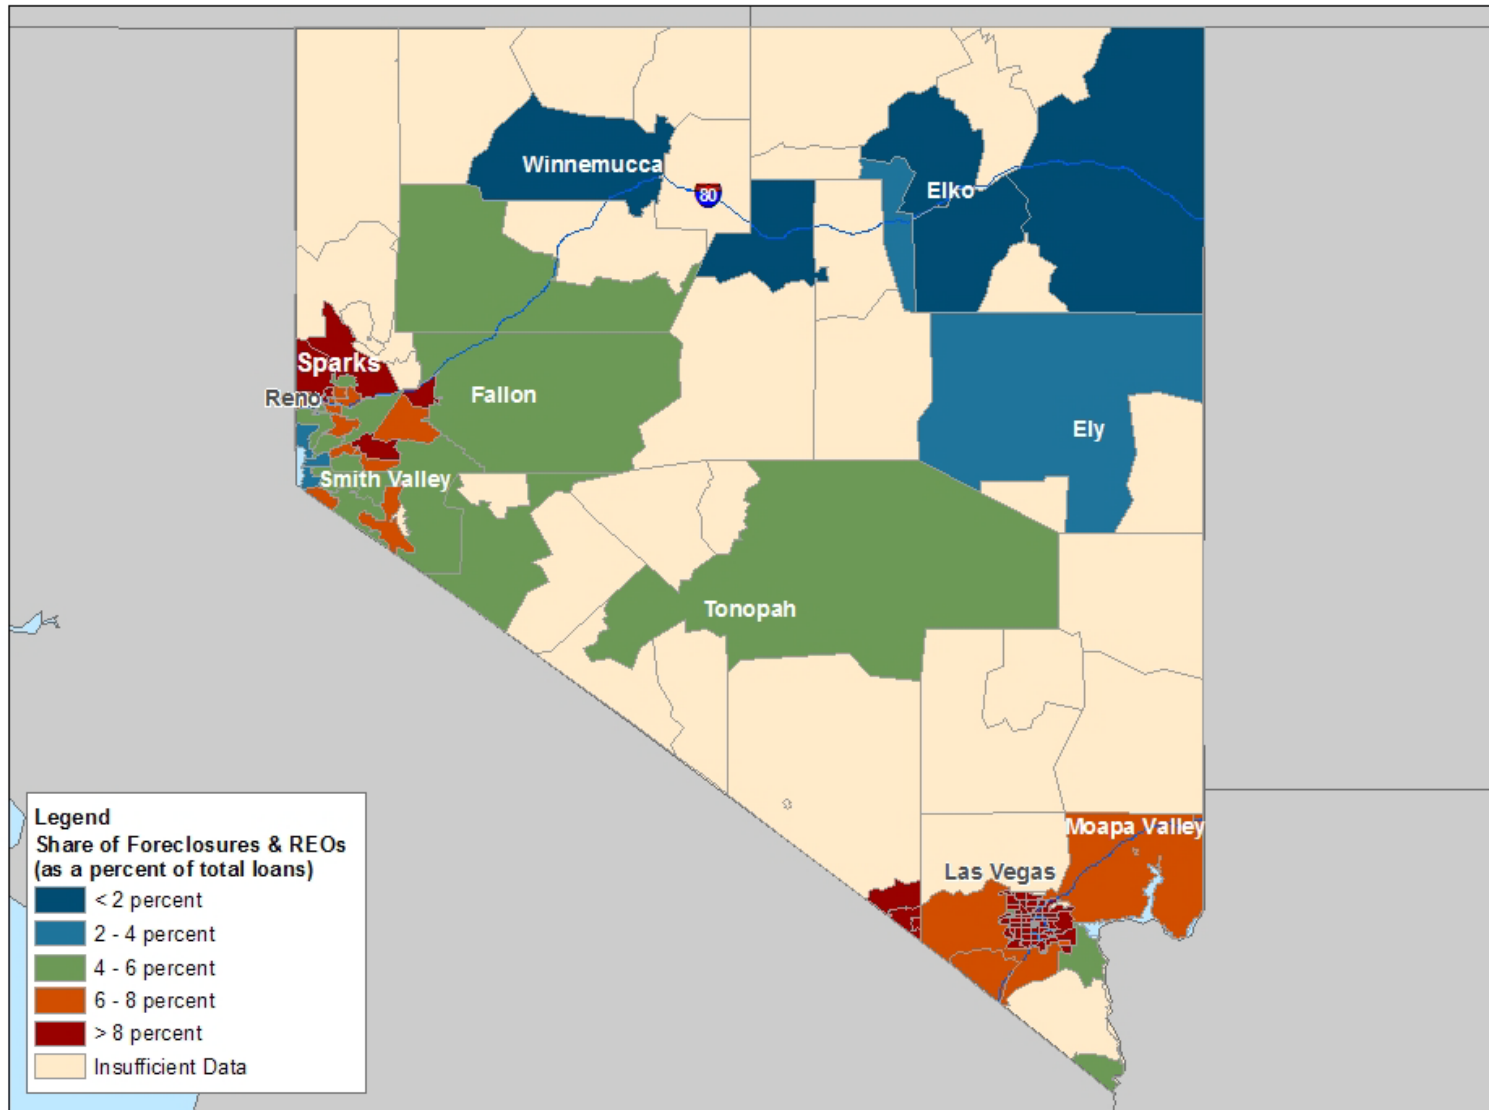 Winnemucca
80
Elko
Sparks
Reno
Fallon
Ely
Smith Valley
Tonopah
Moapa Valley
Las Vegas
Legend
Share of Foreclosures & REOs
(as a percent of total loans)
< 2 percent
2 - 4 percent
4 - 6 percent
6 - 8 percent
> 8 percent
Insufficient Data